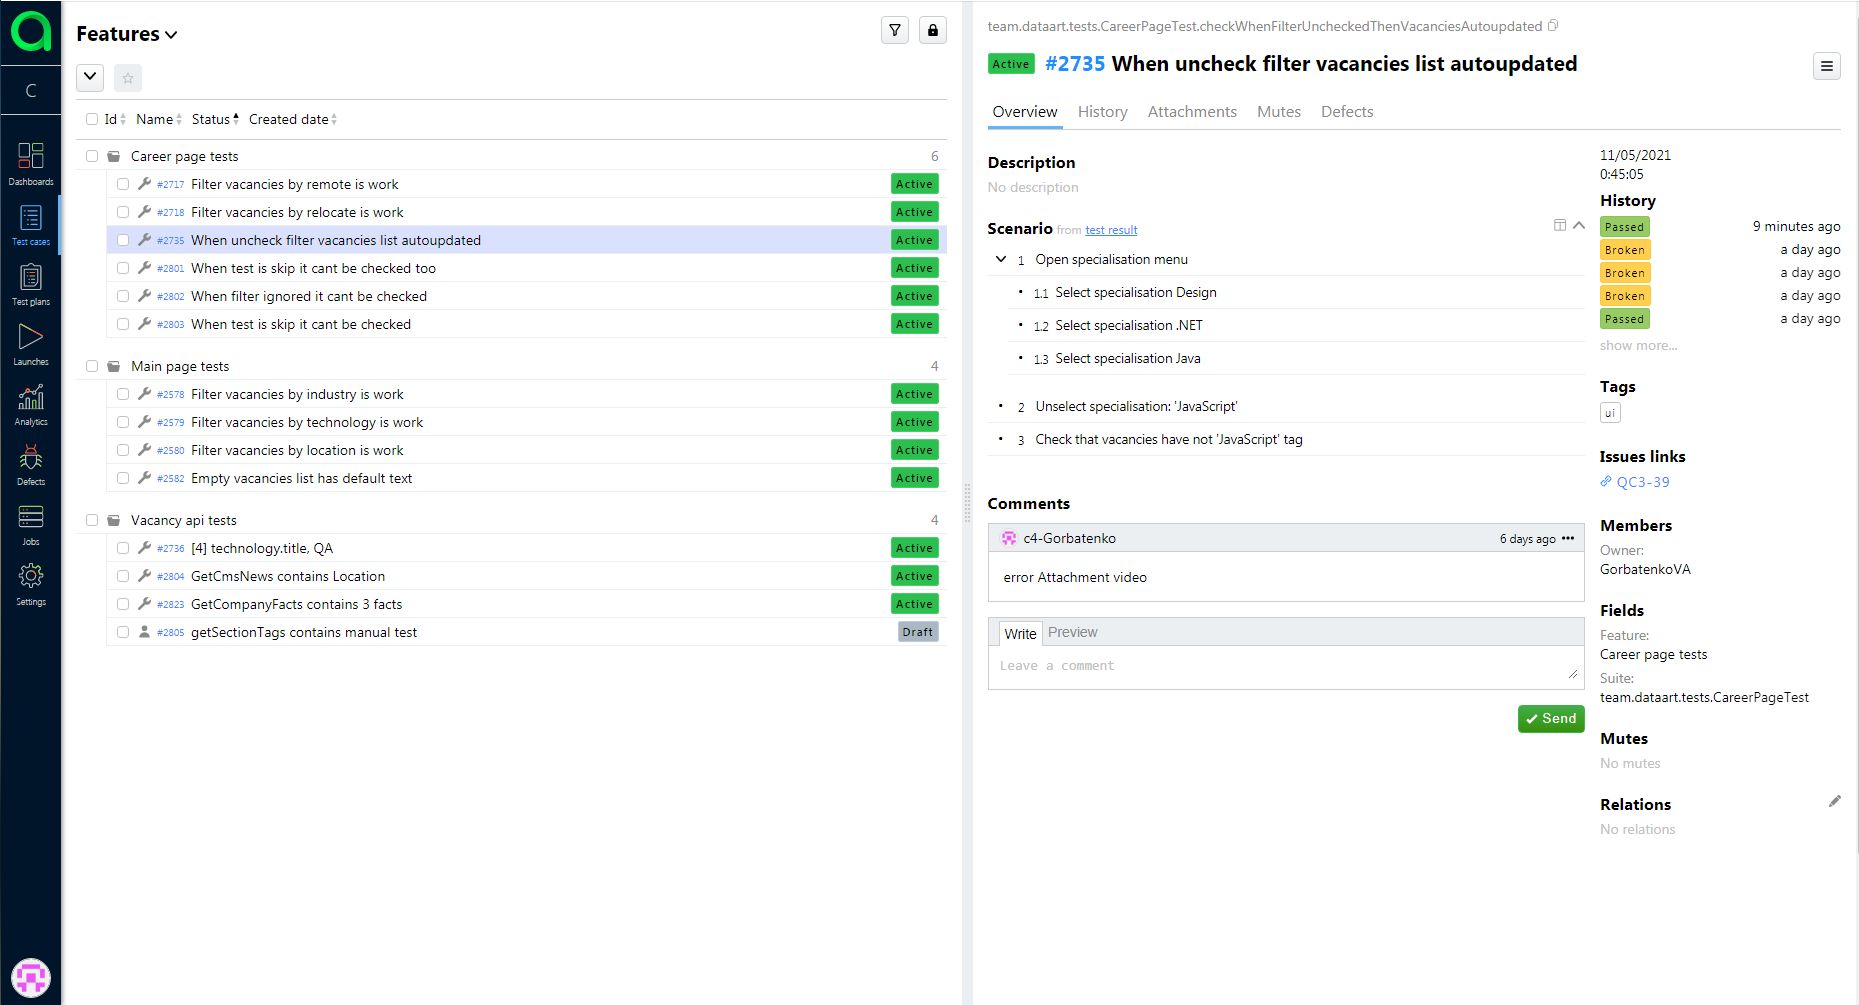 C
Dashboards
Test cases
Test plans
Launches
Analytics
Defects
Jobs
Settings
Features
Id Name Status Created date
Career page tests 6
#2717 Filter vacancies by remote is work Active
#2718 Filter vacancies by relocate is work Active
#2735 When uncheck filter vacancies list autoupdated Active
#2801 When test is skip it cant be checked too Active
#2802 When filter ignored it cant be checked Active
#2803 When test is skip it cant be checked Active
Main page tests 4
#2578 Filter vacancies by industry is work Active
#2579 Filter vacancies by technology is work Active
#2580 Filter vacancies by location is work Active
#2582 Empty vacancies list has default text Active
Vacancy api tests 4
#2736 [4] technology.title, QA Active
#2804 GetCmsNews contains Location Active
#2823 GetCompanyFacts contains 3 facts Active
#2805 getSectionTags contains manual test Draft
team.dataart.tests.CareerPageTest.checkWhenFilterUncheckedThenVacanciesAutoupdated
Active #2735 When uncheck filter vacancies list autoupdated
Overview History Attachments Mutes Defects
Description
No description
Scenario from test result
1 Open specialisation menu
1.1 Select specialisation Design
1.2 Select specialisation .NET
1.3 Select specialisation Java
2 Unselect specialisation: 'JavaScript'
3 Check that vacancies have not 'JavaScript' tag
Comments
c4-Gorbatenko 6 days ago
error Attachment video
Write Preview
Leave a comment
Send
11/05/2021
0:45:05
History
Passed 9 minutes ago
Broken a day ago
Broken a day ago
Broken a day ago
Passed a day ago
show more...
Tags
ui
Issues links
QC3-39
Members
Owner:
GorbatenkoVA
Fields
Feature:
Career page tests
Suite:
team.dataart.tests.CareerPageTest
Mutes
No mutes
Relations
No relations